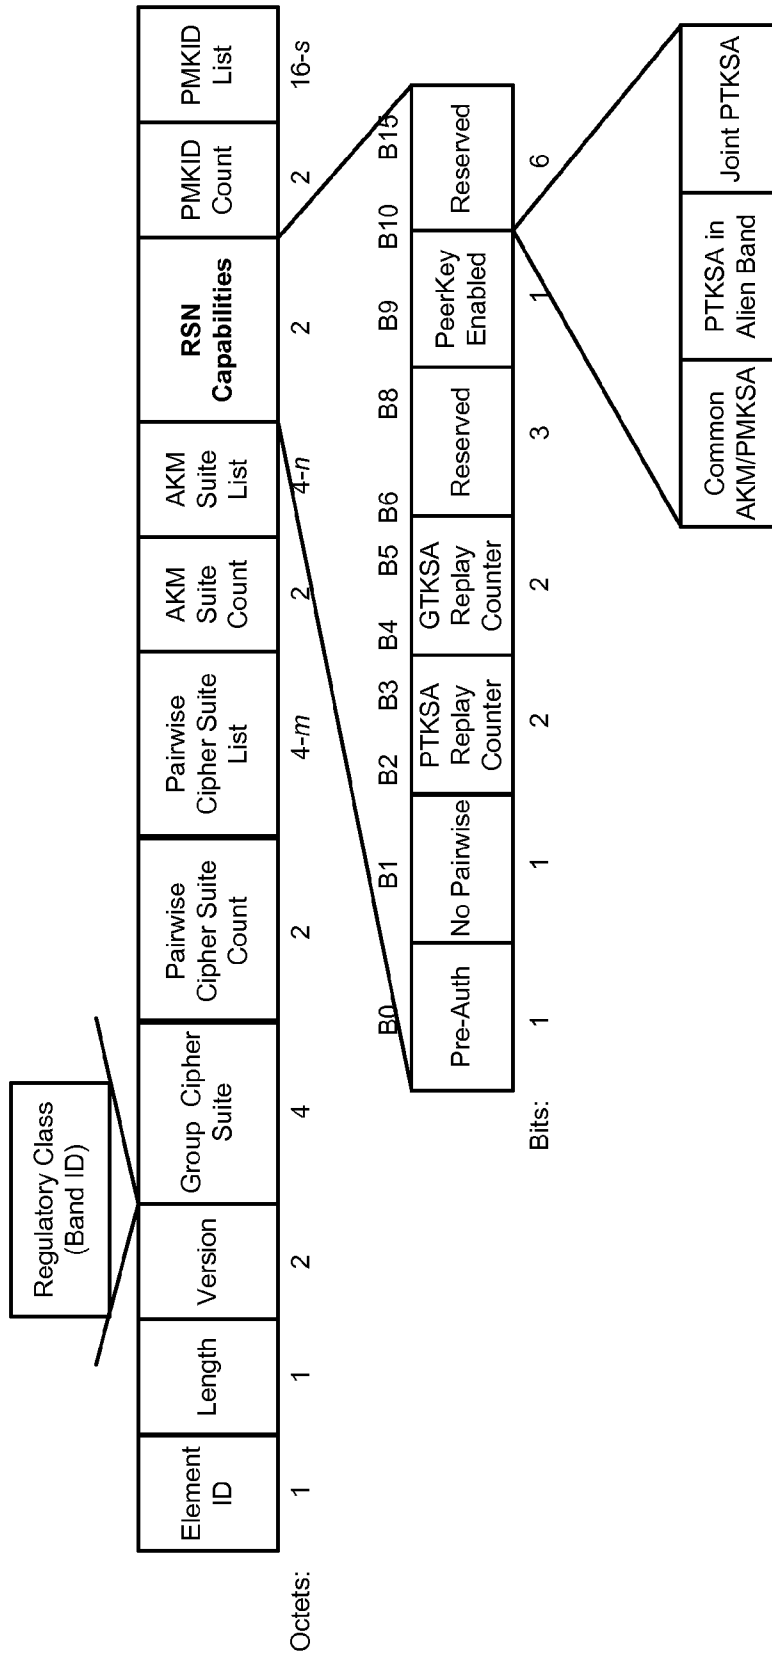 Regulatory Class
(Band ID)
Element
ID
Length
Version
Group Cipher
Suite
Pairwise
Cipher Suite
Count
Pairwise
Cipher Suite
List
AKM
Suite
Count
AKM
Suite
List
RSN
Capabilities
PMKID
Count
PMKID
List
Octets:
1
1
2
4
2
4-m
2
4-n
2
2
16-s
B0
B1
B2
B3
B4
B5
B6
B8
B9
B10
B15
Pre-Auth
No Pairwise
PTKSA
Replay
Counter
GTKSA
Replay
Counter
Reserved
PeerKey
Enabled
Reserved
Bits:
1
1
2
2
3
1
6
Common
AKM/PMKSA
PTKSA in
Alien Band
Joint PTKSA